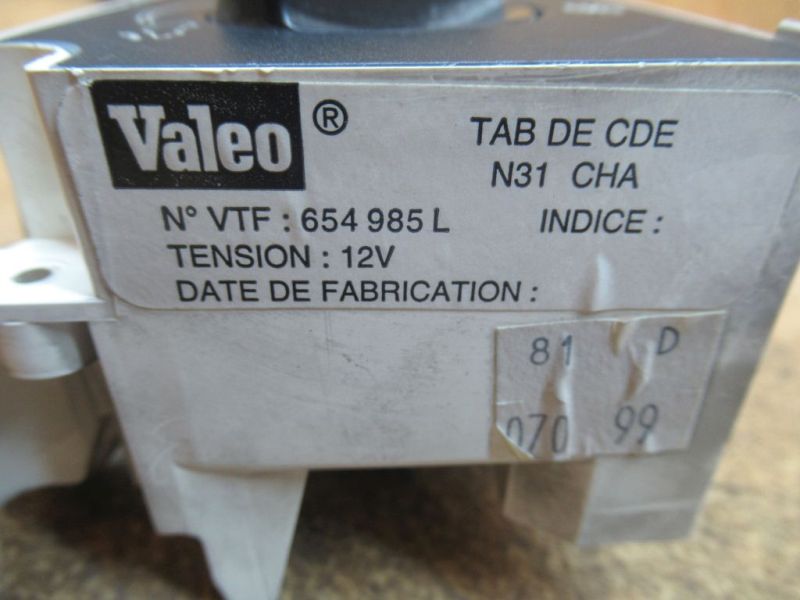 Valeo ®
TAB DE CDE
N31 CHA
N° VTF : 654 985 L
INDICE :
TENSION : 12V
DATE DE FABRICATION :
81 D
070 99